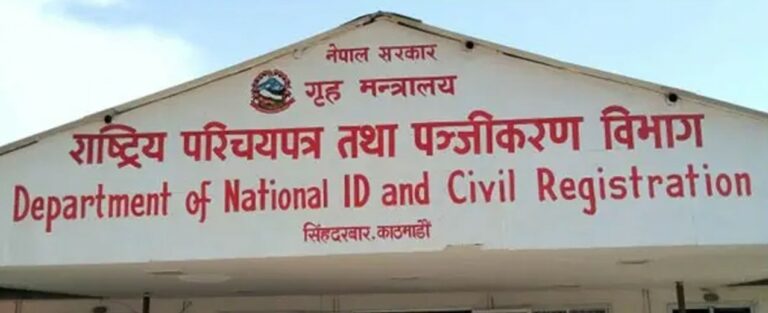 नेपाल सरकार
गृह मन्त्रालय
राष्ट्रिय परिचयपत्र तथा पञ्जीकरण विभाग
Department of National ID and Civil Registration
सिंहदरबार, काठमाडौं